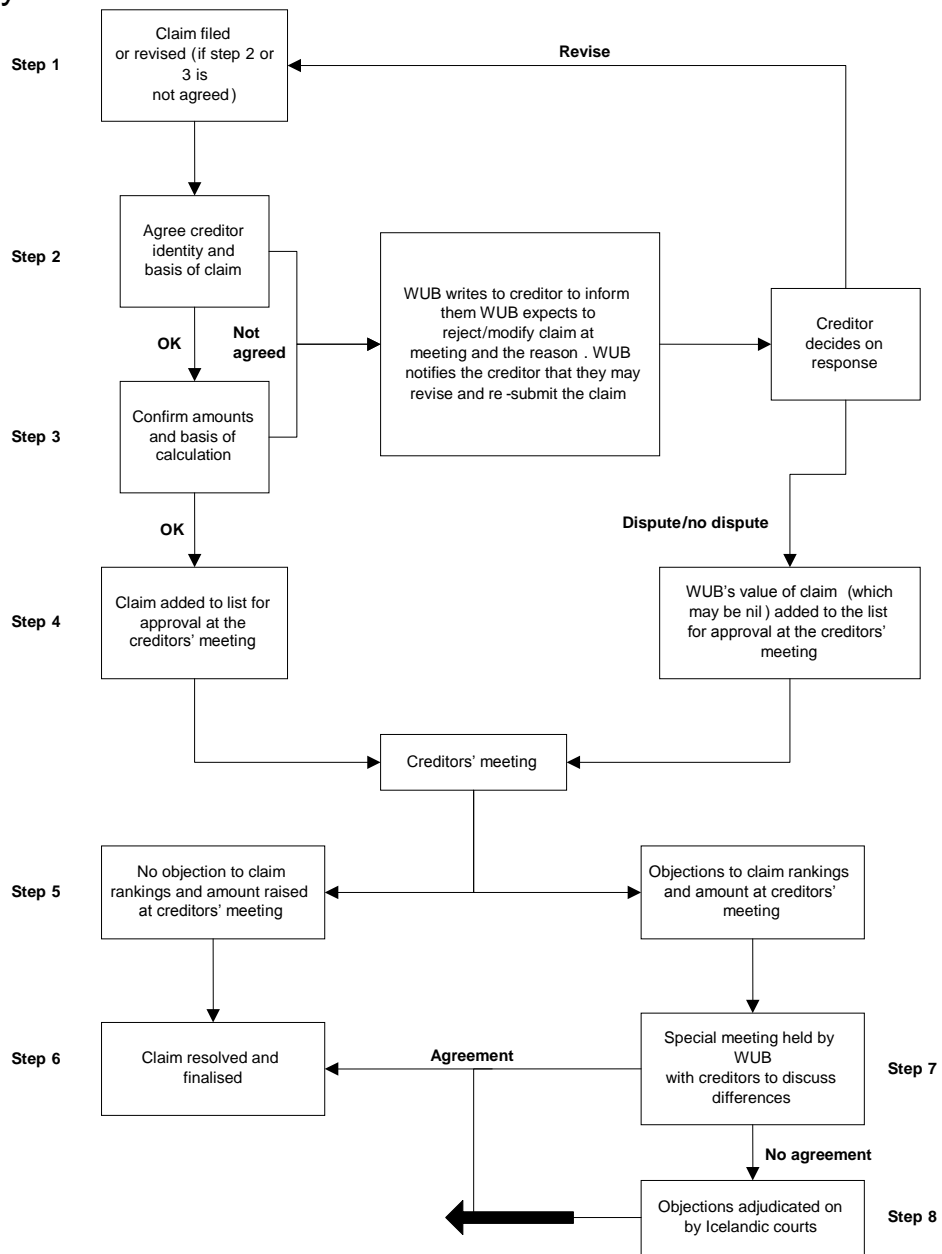 y
Claim filed
or revised (if step 2 or
3 is
not agreed)
Step 1
Revise
Step 2
Agree creditor
identity and
basis of claim
OK
Not
agreed
WUB writes to creditor to inform
them WUB expects to
reject/modify claim at
meeting and the reason . WUB
notifies the creditor that they may
revise and re -submit the claim
Creditor
decides on
response
Step 3
Confirm amounts
and basis of
calculation
OK
Dispute/no dispute
Step 4
Claim added to list for
approval at the
creditors’ meeting
WUB’s value of claim (which
may be nil) added to the list
for approval at the creditors’
meeting
Creditors’ meeting
Step 5
No objection to claim
rankings and amount raised
at creditors’ meeting
Objections to claim rankings
and amount at creditors’
meeting
Step 6
Claim resolved and
finalised
Agreement
Special meeting held by
WUB
with creditors to discuss
differences
Step 7
No agreement
Objections adjudicated on
by Icelandic courts
Step 8